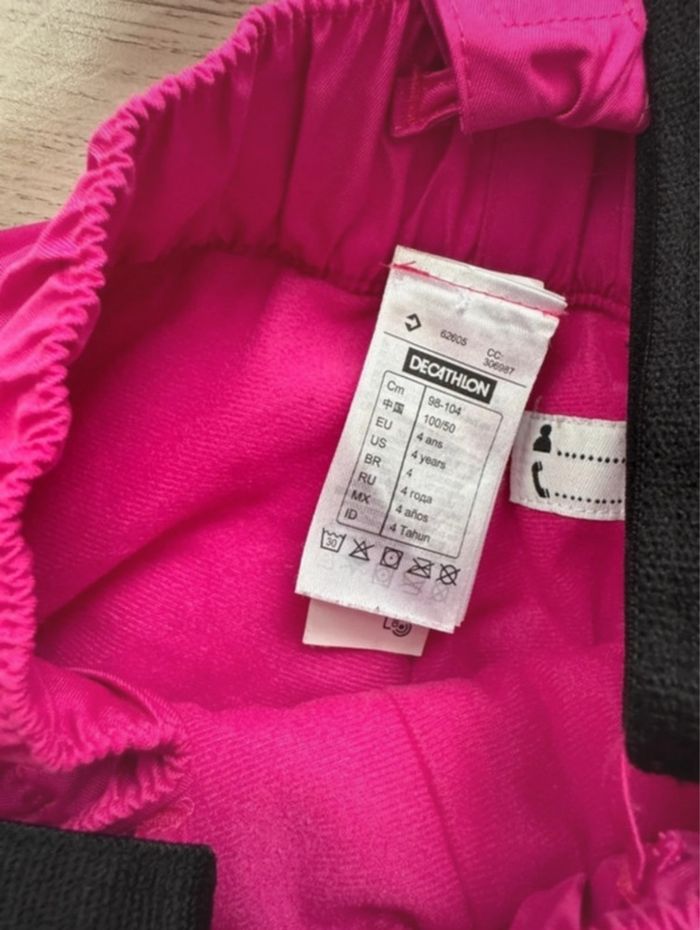 62605
CC:
306987
DECATHLON
Cm 98-104
中国 100/50
EU 4 ans
US 4 years
BR 4
RU 4 года
MX 4 años
ID 4 Tahun
30